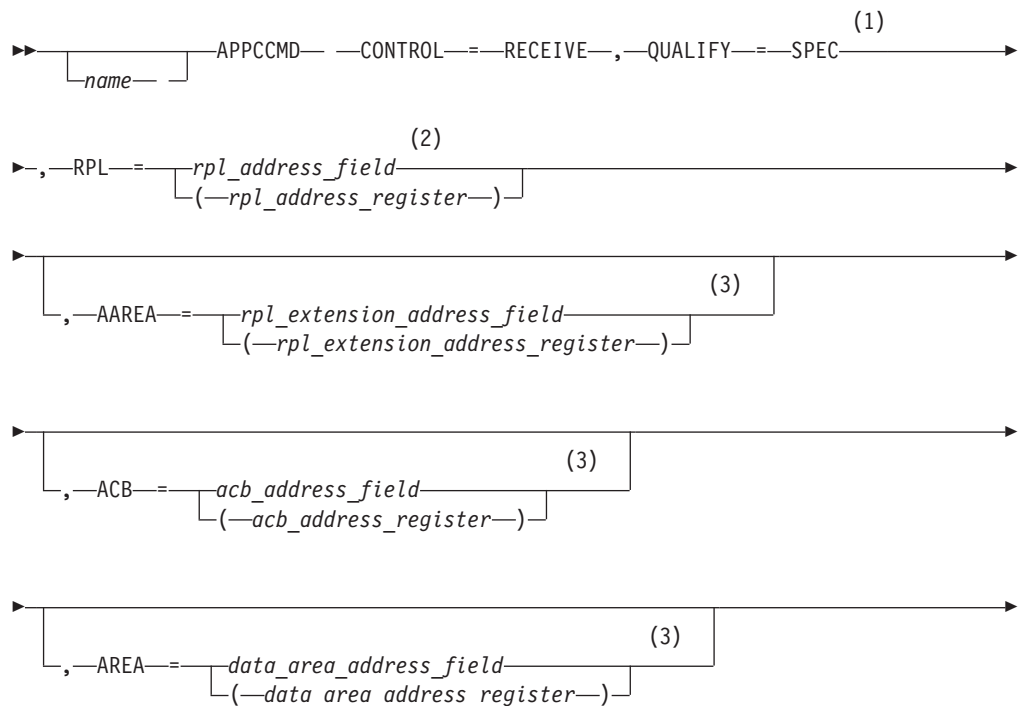 (1)
APPCCMD CONTROL = RECEIVE , QUALIFY = SPEC
name
(2)
, RPL = rpl_address_field
( rpl_address_register )
(3)
, AAREA = rpl_extension_address_field
( rpl_extension_address_register )
(3)
, ACB = acb_address_field
( acb_address_register )
(3)
, AREA = data_area_address_field
( data area address register )